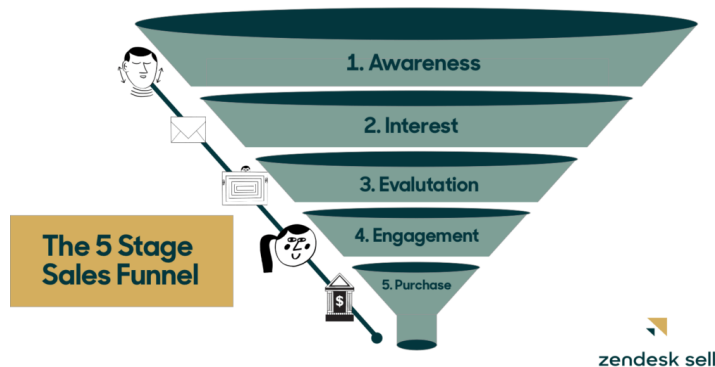 1. Awareness
2. Interest
3. Evalutation
4. Engagement
5. Purchase
The 5 Stage
Sales Funnel
$
zendesk sell